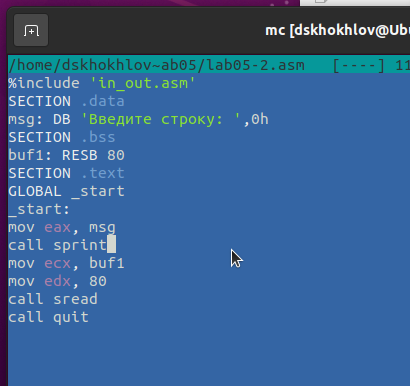 mc [dskhokhlov@Ubu
/home/dskhokhlov~ab05/lab05-2.asm [----] 11
%include 'in_out.asm'
SECTION .data
msg: DB 'Введите строку: ',0h
SECTION .bss
buf1: RESB 80
SECTION .text
GLOBAL _start
_start:
mov eax, msg
call sprint
mov ecx, buf1
mov edx, 80
call sread
call quit